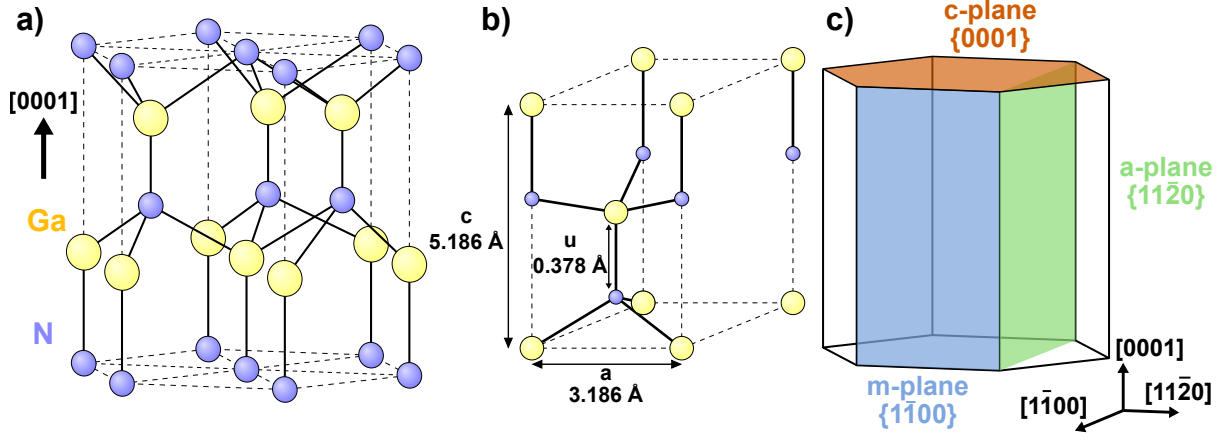 a)
[0001]
Ga
N
b)
c
5.186 Å
u
0.378 Å
a
3.186 Å
c)
c-plane
{0001}
a-plane
{112̄0}
m-plane
{11̄00}
[0001]
[11̄00]
[112̄0]